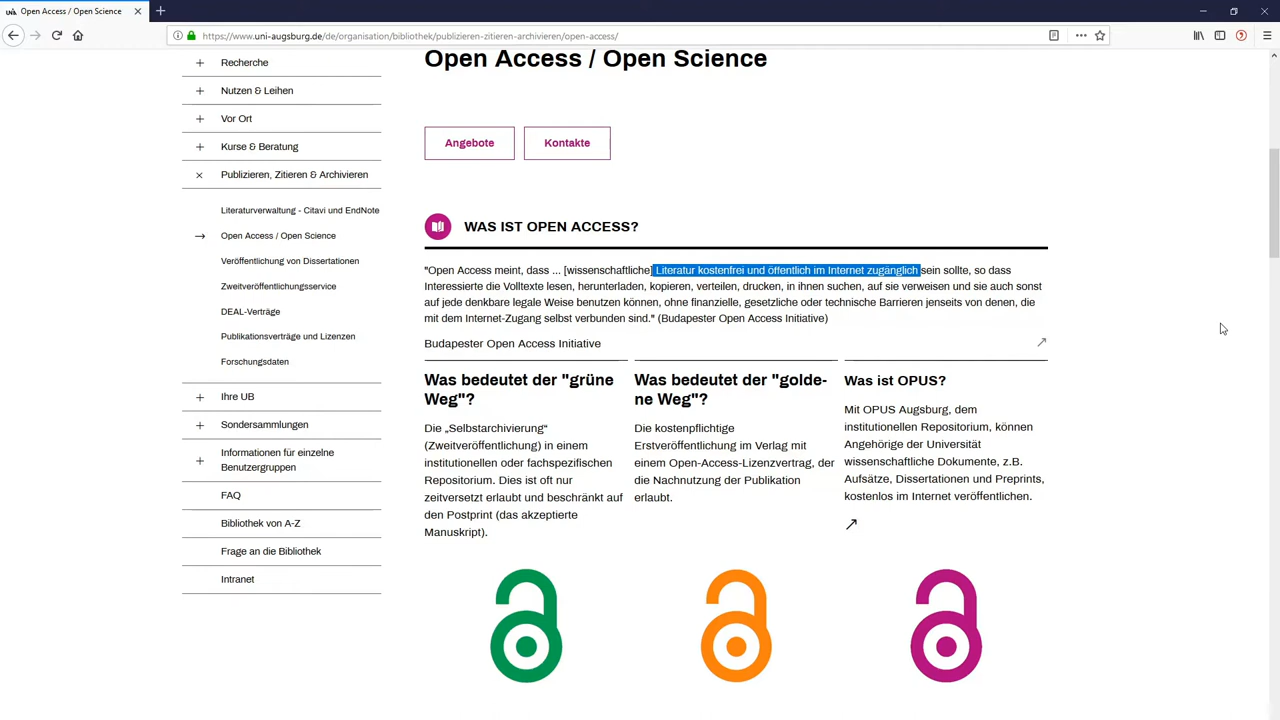 Open Access / Open Science
https://www.uni-augsburg.de/de/organisation/bibliothek/publizieren-zitieren-archivieren/open-access/
Recherche
Nutzen & Leihen
Vor Ort
Kurse & Beratung
Publizieren, Zitieren & Archivieren
Literaturverwaltung - Citavi und EndNote
Open Access / Open Science
Veröffentlichung von Dissertationen
Zweitveröffentlichungsservice
DEAL-Verträge
Publikationsverträge und Lizenzen
Forschungsdaten
Ihre UB
Sondersammlungen
Informationen für einzelne
Benutzergruppen
FAQ
Bibliothek von A-Z
Frage an die Bibliothek
Intranet
Open Access / Open Science
Angebote
Kontakte
WAS IST OPEN ACCESS?
"Open Access meint, dass ... [wissenschaftliche] Literatur kostenfrei und öffentlich im Internet zugänglich sein sollte, so dass
Interessierte die Volltexte lesen, herunterladen, kopieren, verteilen, drucken, in ihnen suchen, auf sie verweisen und sie auch sonst
auf jede denkbare legale Weise benutzen können, ohne finanzielle, gesetzliche oder technische Barrieren jenseits von denen, die
mit dem Internet-Zugang selbst verbunden sind." (Budapester Open Access Initiative)
Budapester Open Access Initiative
Was bedeutet der "grüne
Weg"?
Die „Selbstarchivierung“
(Zweitveröffentlichung) in einem
institutionellen oder fachspezifischen
Repositorium. Dies ist oft nur
zeitversetzt erlaubt und beschränkt auf
den Postprint (das akzeptierte
Manuskript).
Was bedeutet der "golde-
ne Weg"?
Die kostenpflichtige
Erstveröffentlichung im Verlag mit
einem Open-Access-Lizenzvertrag, der
die Nachnutzung der Publikation
erlaubt.
Was ist OPUS?
Mit OPUS Augsburg, dem
institutionellen Repositorium, können
Angehörige der Universität
wissenschaftliche Dokumente, z.B.
Aufsätze, Dissertationen und Preprints,
kostenlos im Internet veröffentlichen.